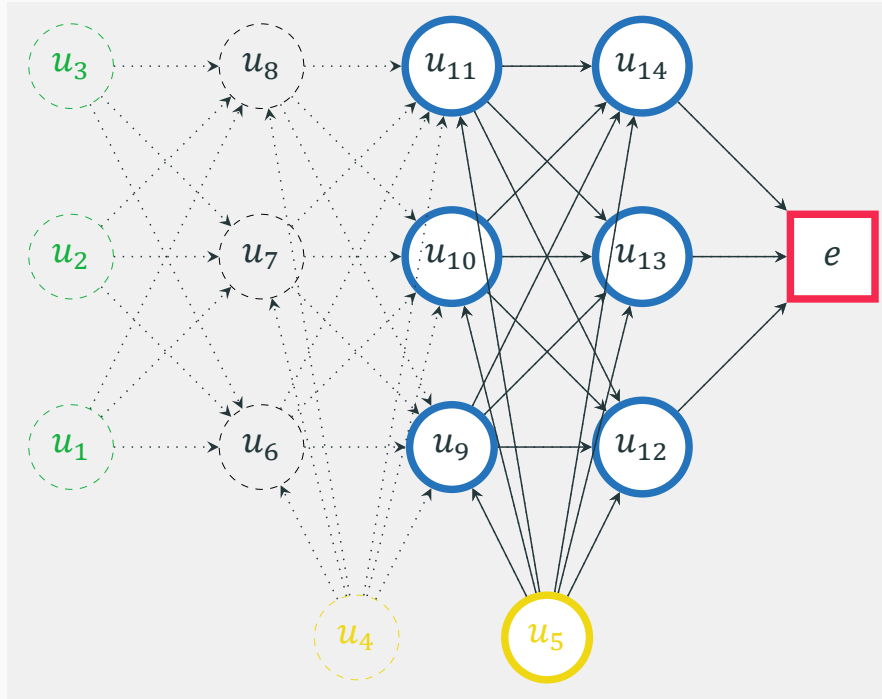 u₃ u₈ u₁₁ u₁₄
u₂ u₇ u₁₀ u₁₃ e
u₁ u₆ u₉ u₁₂
u₄ u₅